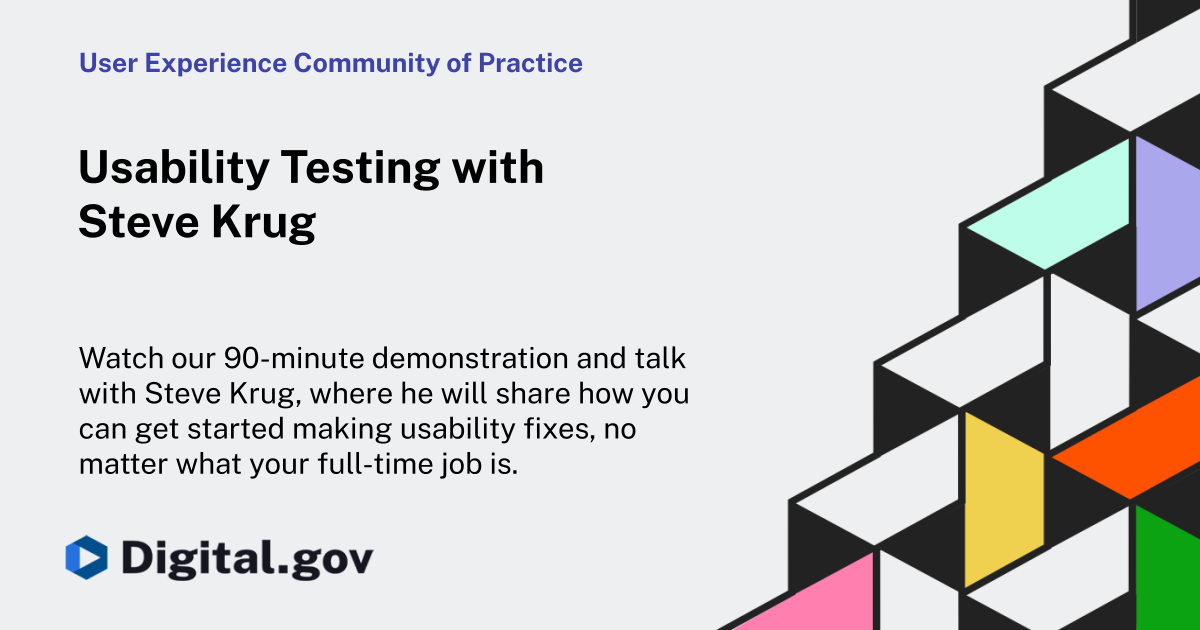 User Experience Community of Practice
Usability Testing with
Steve Krug
Watch our 90-minute demonstration and talk
with Steve Krug, where he will share how you
can get started making usability fixes, no
matter what your full-time job is.
Digital.gov